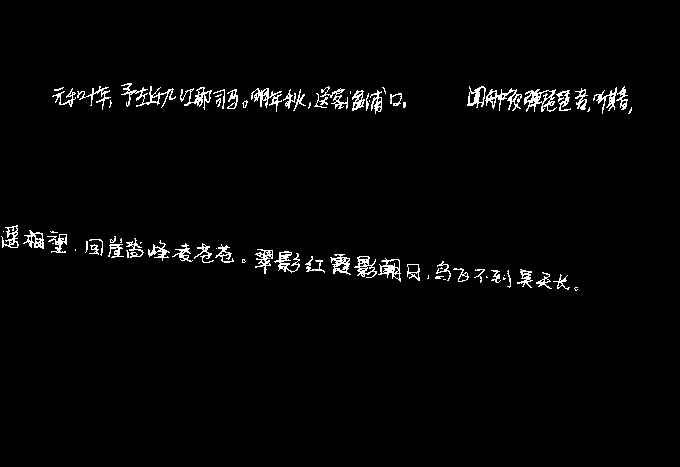 元和十年,予左迁九江郡司马。明年秋,送客湓浦口, 闻舟中夜弹琵琶者,听其音,
遥相望,回崖沓嶂凌苍苍。翠影红霞影朝日,鸟飞不到吴天长。